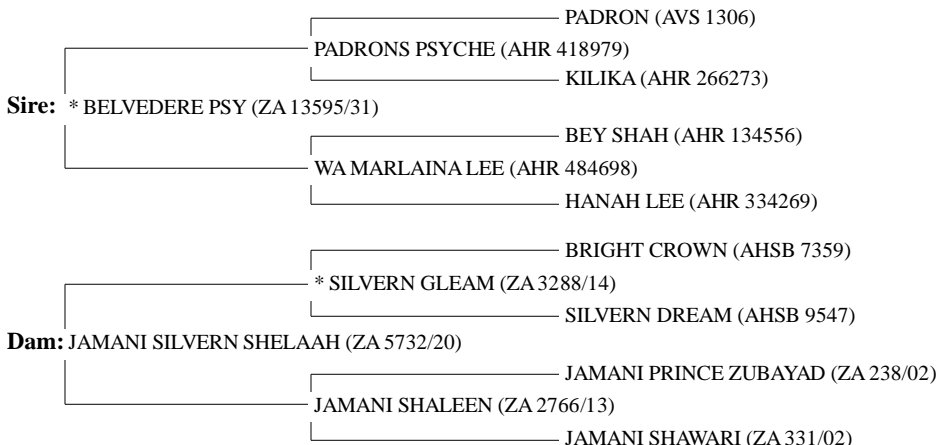 PADRON (AVS 1306)
PADRONS PSYCHE (AHR 418979)
KILIKA (AHR 266273)
Sire: * BELVEDERE PSY (ZA 13595/31)
BEY SHAH (AHR 134556)
WA MARLAINA LEE (AHR 484698)
HANAH LEE (AHR 334269)
BRIGHT CROWN (AHSB 7359)
* SILVERN GLEAM (ZA 3288/14)
SILVERN DREAM (AHSB 9547)
Dam: JAMANI SILVERN SHELAAH (ZA 5732/20)
JAMANI PRINCE ZUBAYAD (ZA 238/02)
JAMANI SHALEEN (ZA 2766/13)
JAMANI SHAWARI (ZA 331/02)